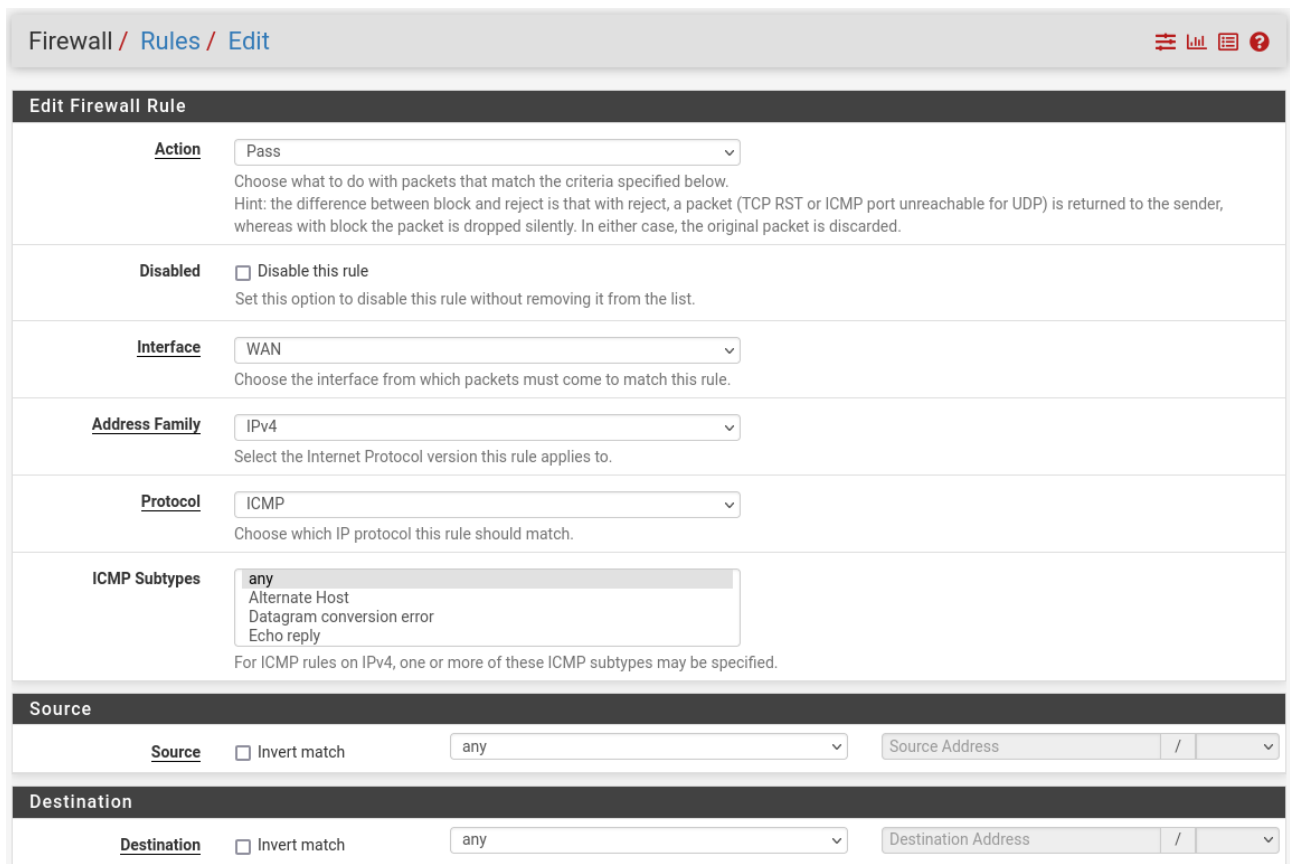 Firewall / Rules / Edit
Edit Firewall Rule
Action
Pass
Choose what to do with packets that match the criteria specified below.
Hint: the difference between block and reject is that with reject, a packet (TCP RST or ICMP port unreachable for UDP) is returned to the sender,
whereas with block the packet is dropped silently. In either case, the original packet is discarded.
Disabled
Disable this rule
Set this option to disable this rule without removing it from the list.
Interface
WAN
Choose the interface from which packets must come to match this rule.
Address Family
IPv4
Select the Internet Protocol version this rule applies to.
Protocol
ICMP
Choose which IP protocol this rule should match.
ICMP Subtypes
any
Alternate Host
Datagram conversion error
Echo reply
For ICMP rules on IPv4, one or more of these ICMP subtypes may be specified.
Source
Source
Invert match
any
Source Address
/
Destination
Destination
Invert match
any
Destination Address
/